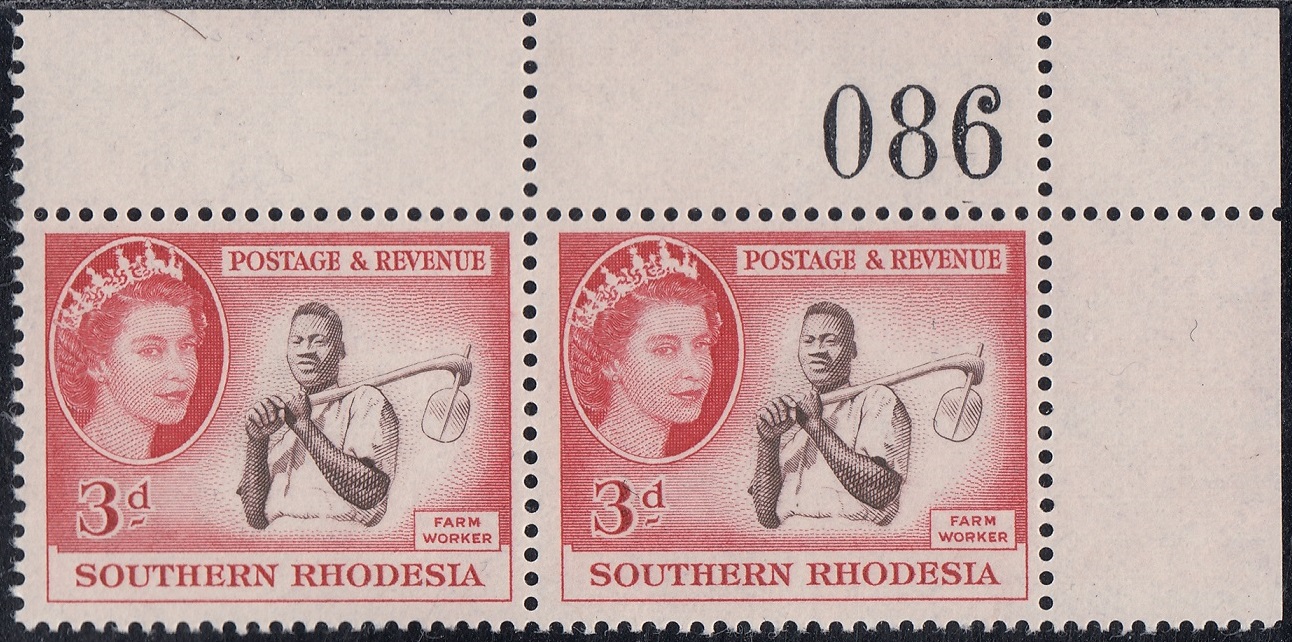 086
POSTAGE & REVENUE
3d
FARM
WORKER
SOUTHERN RHODESIA
POSTAGE & REVENUE
3d
FARM
WORKER
SOUTHERN RHODESIA